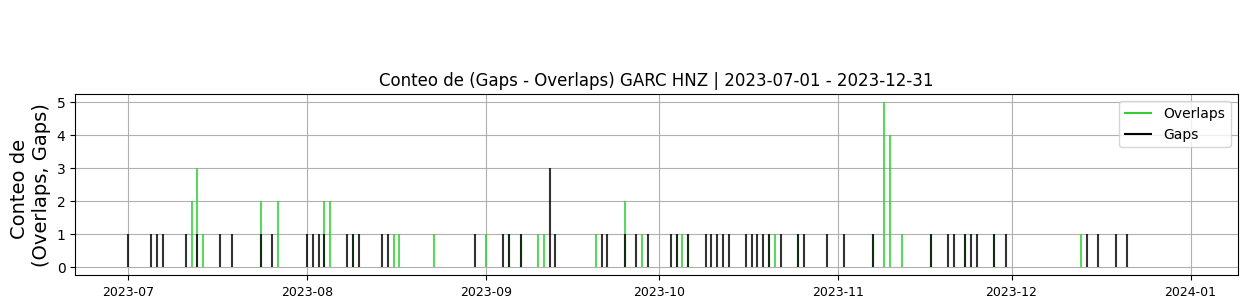 Conteo de (Gaps - Overlaps) GARC HNZ | 2023-07-01 - 2023-12-31
Conteo de
(Overlaps, Gaps)
5
4
3
2
1
0
Overlaps
Gaps
2023-07
2023-08
2023-09
2023-10
2023-11
2023-12
2024-01